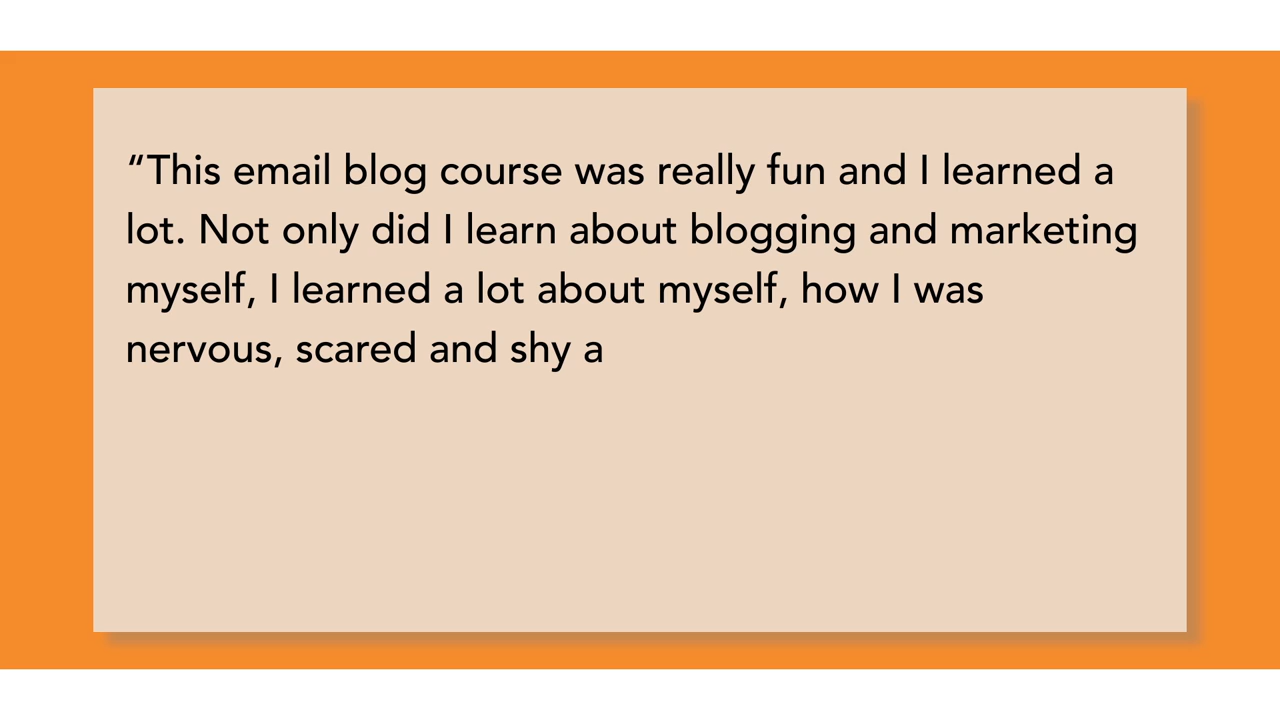 “This email blog course was really fun and I learned a
lot. Not only did I learn about blogging and marketing
myself, I learned a lot about myself, how I was
nervous, scared and shy a